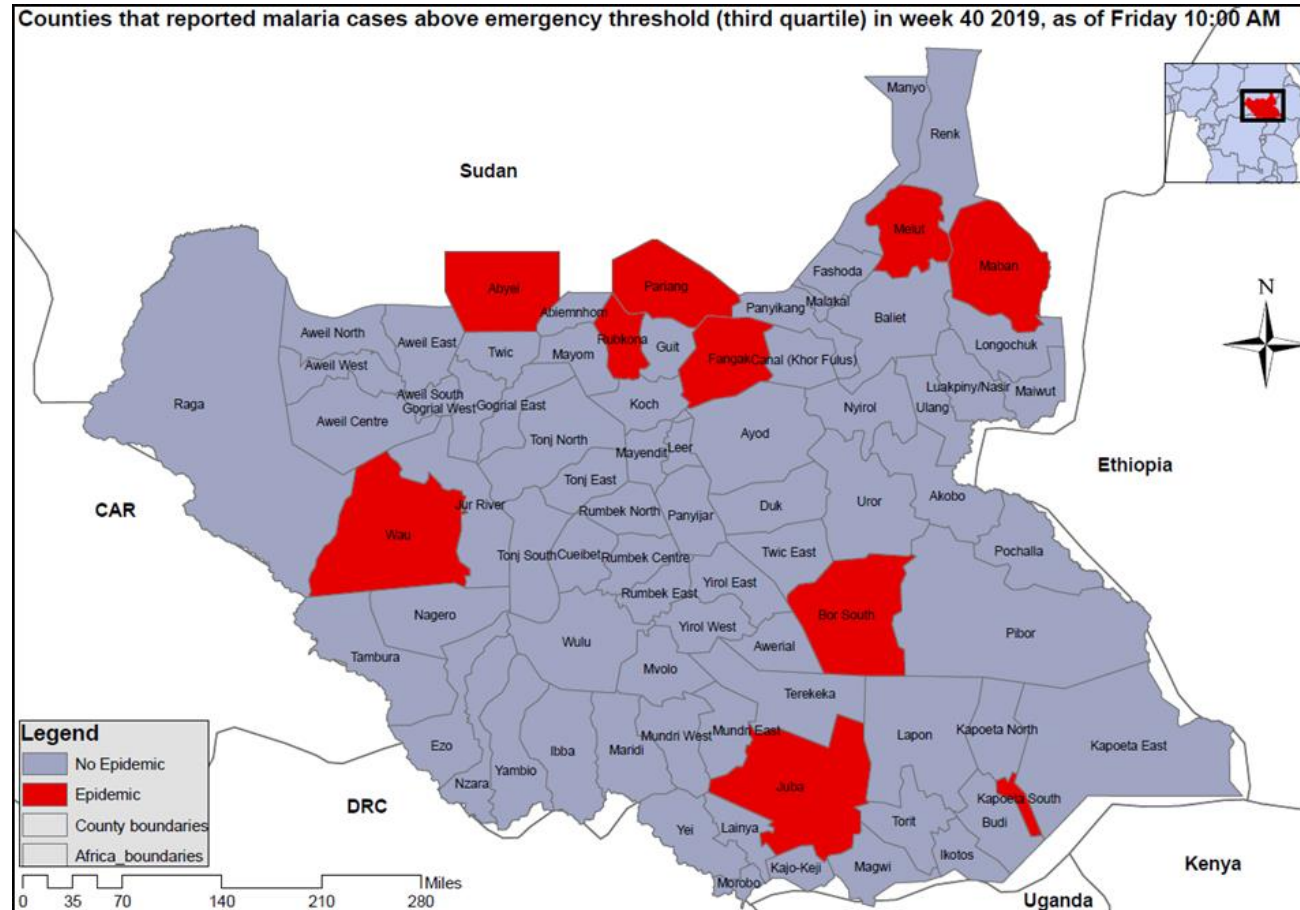 Counties that reported malaria cases above emergency threshold (third quartile) in week 40 2019, as of Friday 10:00 AM
Manyo
Renk
Sudan
Melut
Maban
Fashoda
Abyei
Pariang
Abiemnhom
Panyikang
Malakal
Baliet
Aweil North
Aweil East
Twic
Mayom
Rubkona
Guit
Fangak
Canal (Khor Fulus)
Longochuk
Aweil West
Aweil South
Gogrial West
Gogrial East
Koch
Nyirol
Ulang
Luakpiny/Nasir
Maiwut
Raga
Aweil Centre
Tonj North
Mayendit
Leer
Ayod
N
Ethiopia
CAR
Wau
Jur River
Tonj East
Rumbek North
Panyijar
Duk
Uror
Akobo
Tonj South
Cueibet
Rumbek Centre
Twic East
Pochalla
Rumbek East
Yirol East
Bor South
Pibor
Nagero
Wulu
Yirol West
Awerial
Tambura
Mvolo
Terekeka
Mundri East
Mundri West
Lapon
Kapoeta North
Kapoeta East
Ezo
Ibba
Maridi
Nzara
Yambio
Juba
Kapoeta South
Budi
Torit
DRC
Yei
Lainya
Ikotos
Kajo-Keji
Magwi
Morobo
Kenya
Uganda
Legend
No Epidemic
Epidemic
County boundaries
Africa_boundaries
Miles
0 35 70 140 210 280